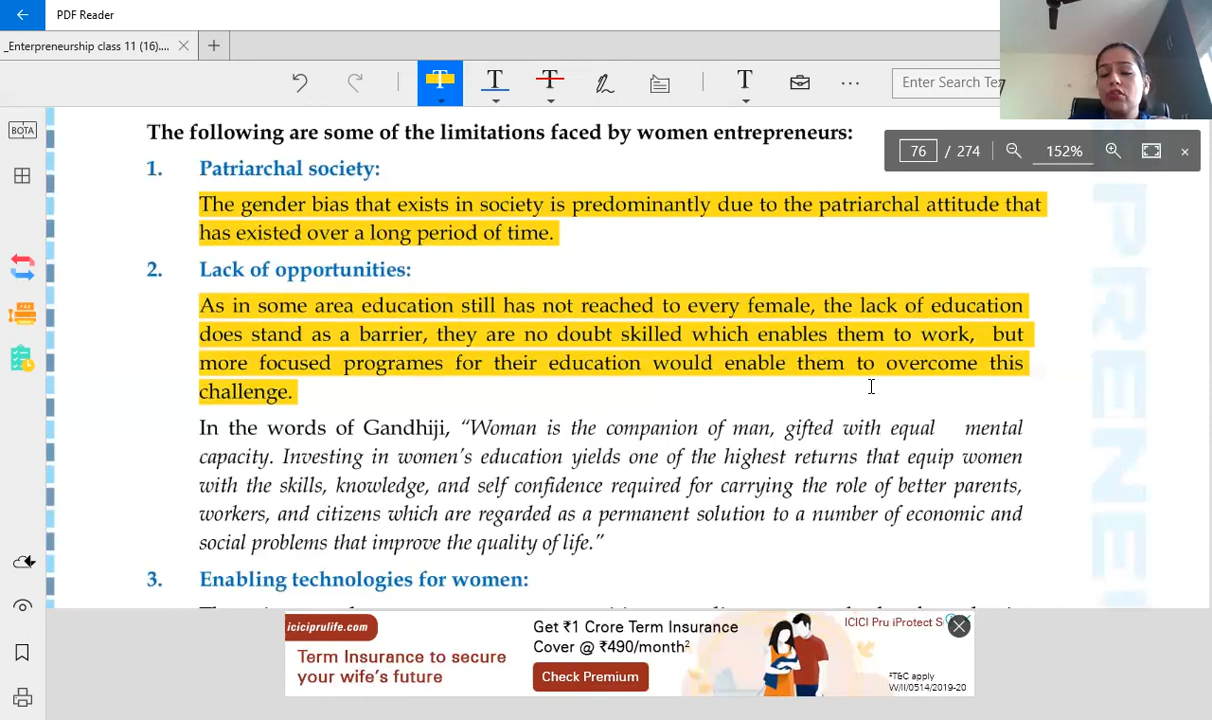 PDF Reader
_Enterpreneurship class 11 (16)....
Enter Search Tex
BOTA
76 / 274
152%
The following are some of the limitations faced by women entrepreneurs:
1. Patriarchal society:
The gender bias that exists in society is predominantly due to the patriarchal attitude that
has existed over a long period of time.
2. Lack of opportunities:
As in some area education still has not reached to every female, the lack of education
does stand as a barrier, they are no doubt skilled which enables them to work, but
more focused programes for their education would enable them to overcome this
challenge.
In the words of Gandhiji, “Woman is the companion of man, gifted with equal mental
capacity. Investing in women’s education yields one of the highest returns that equip women
with the skills, knowledge, and self confidence required for carrying the role of better parents,
workers, and citizens which are regarded as a permanent solution to a number of economic and
social problems that improve the quality of life.”
3. Enabling technologies for women:
PRENE
iciciprulife.com
Term Insurance to secure
your wife's future
Get ₹1 Crore Term Insurance
Cover @ ₹490/month²
Check Premium
ICICI Pru iProtect S
²T&C apply
W/II/0514/2019-20